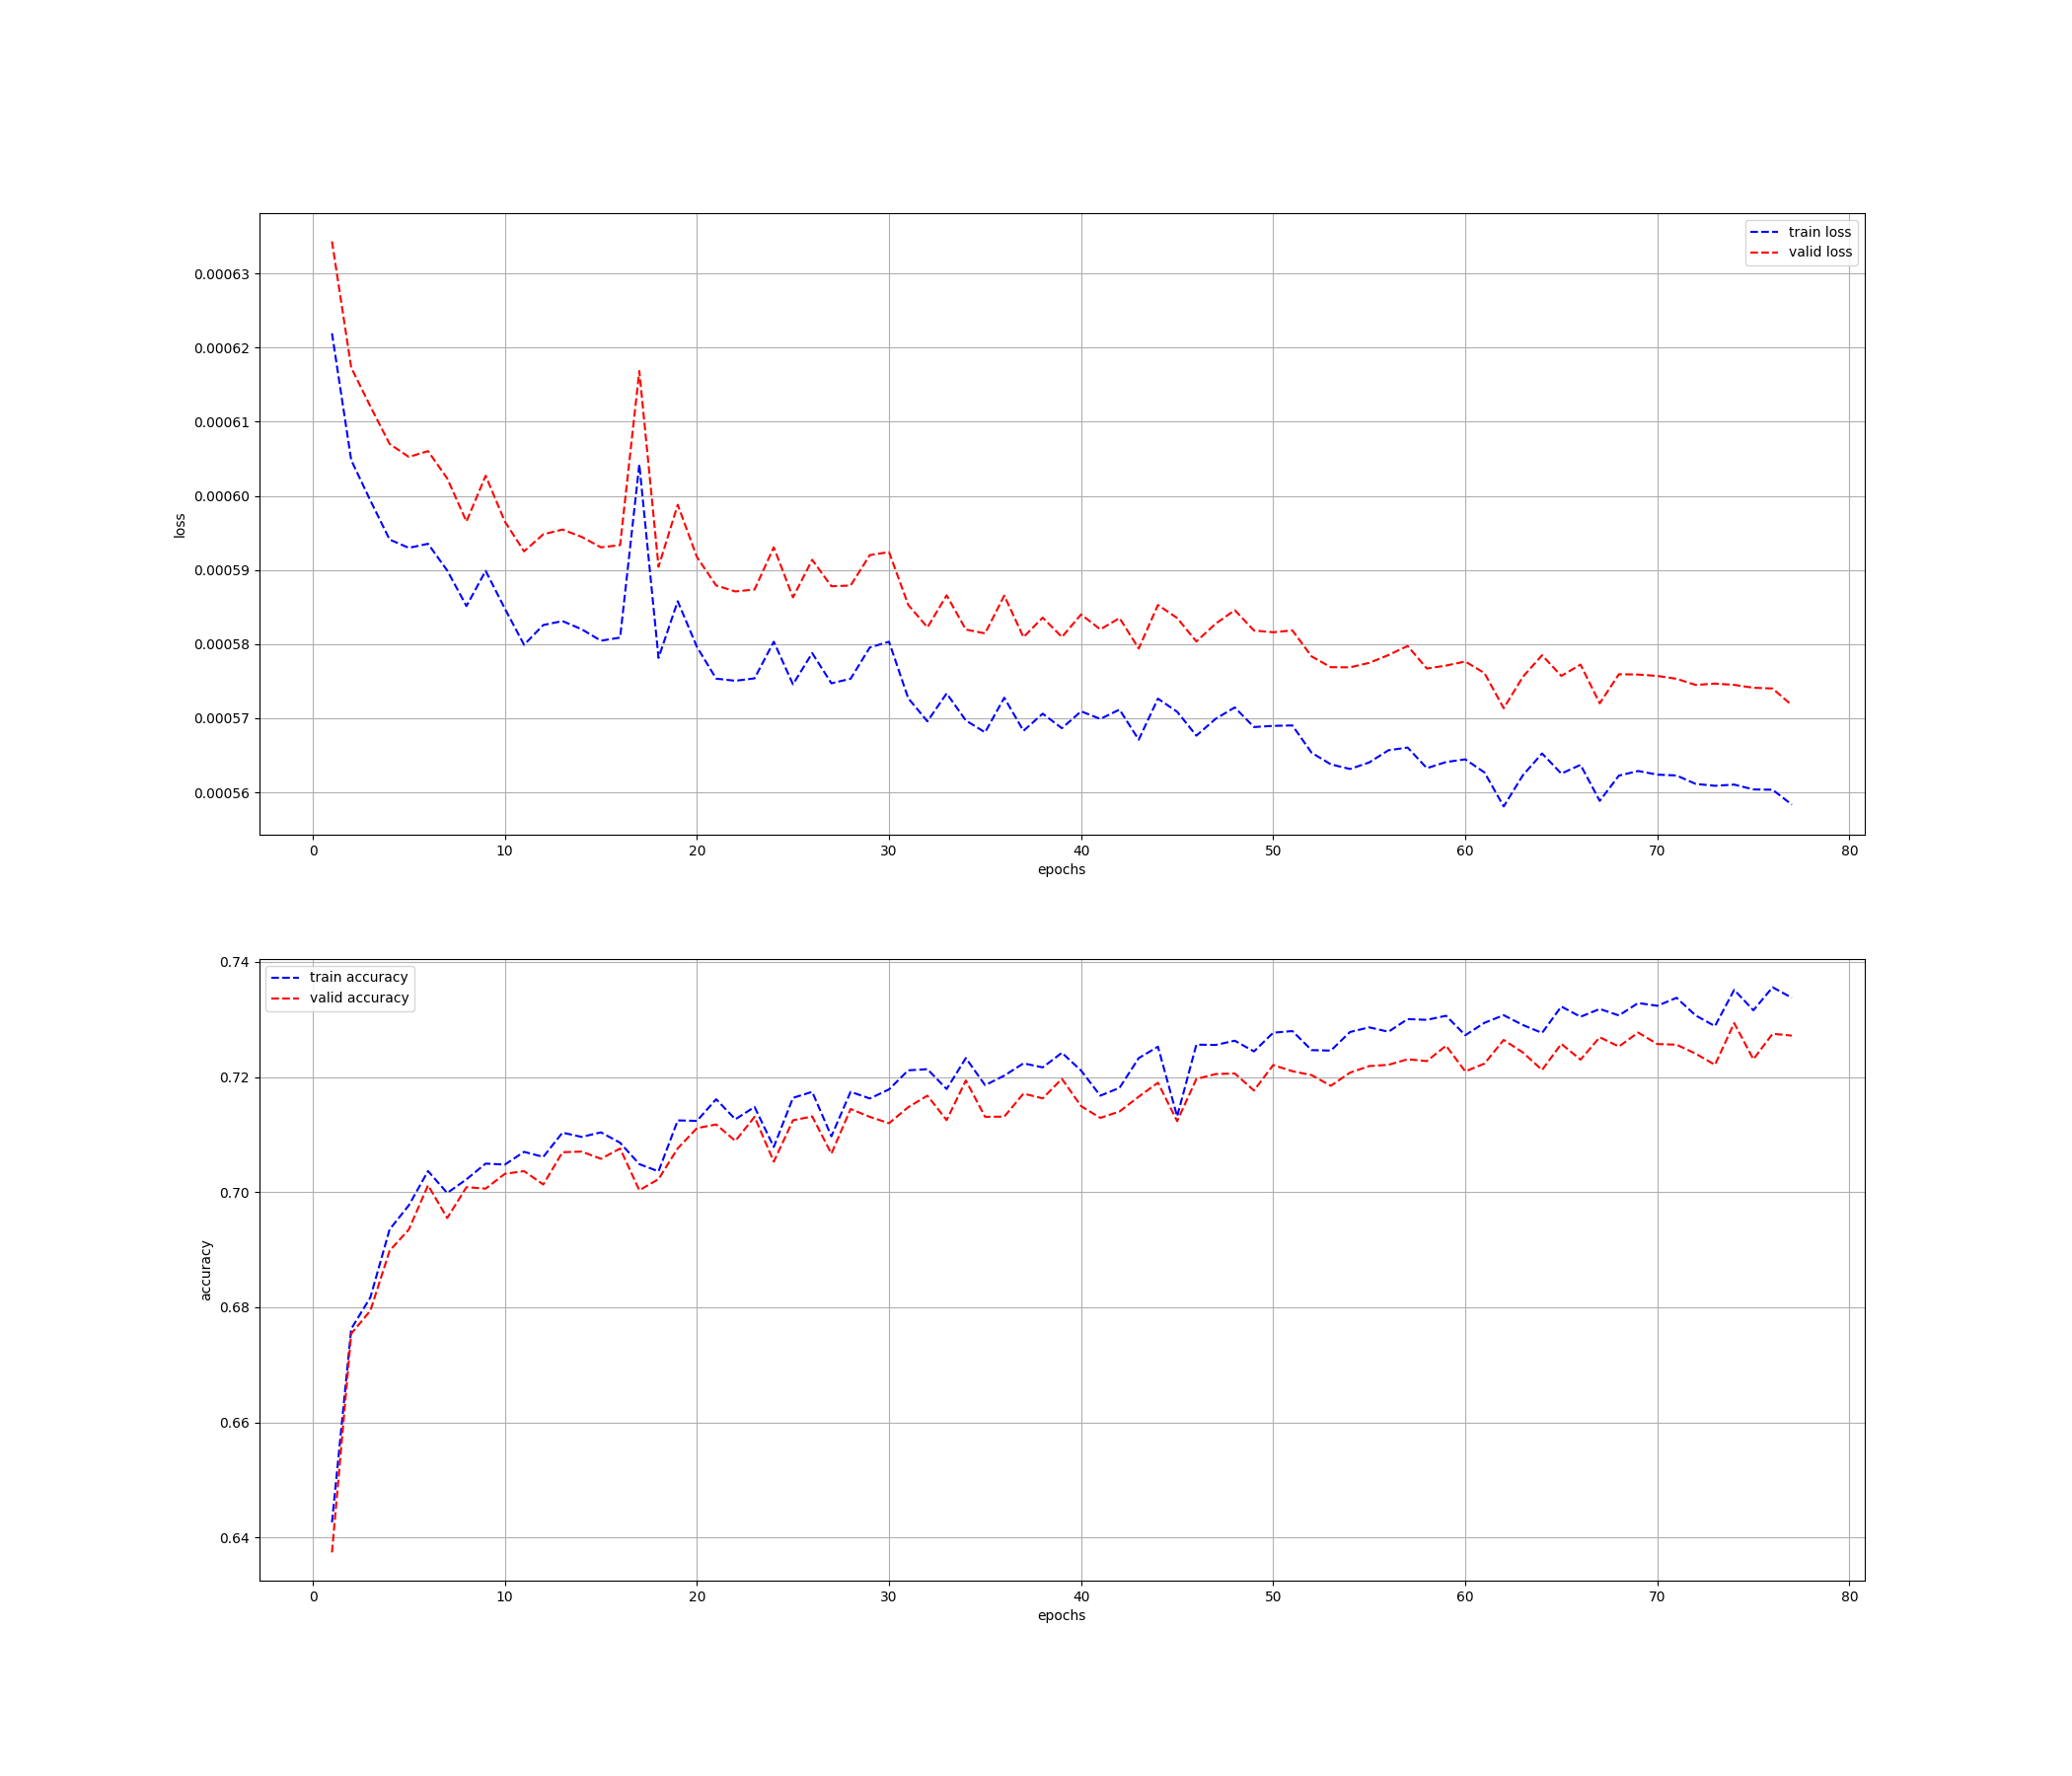 train loss
valid loss
0.00063
0.00062
0.00061
0.00060
0.00059
0.00058
0.00057
0.00056
loss
0 10 20 30 40 50 60 70 80
epochs
train accuracy
valid accuracy
0.74
0.72
0.70
0.68
0.66
0.64
accuracy
0 10 20 30 40 50 60 70 80
epochs